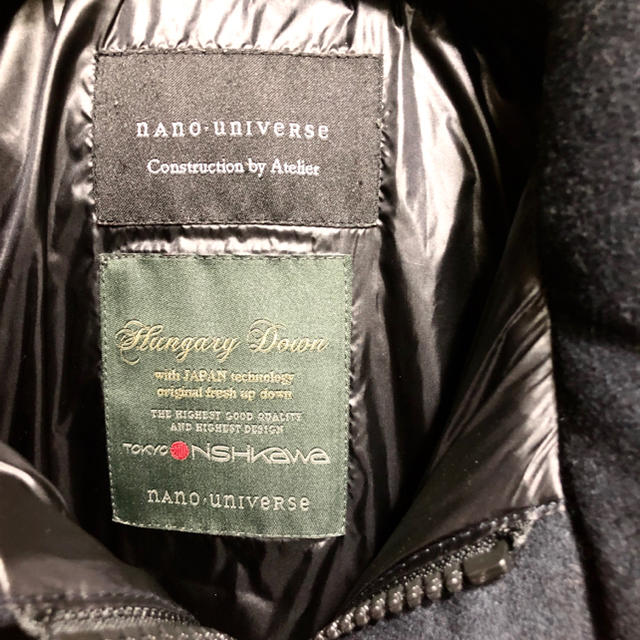 nano·universe
Construction by Atelier
Hungary Down
with JAPAN technology
original fresh up down
THE HIGHEST GOOD QUALITY
AND HIGHEST DESIGN
TOKYO NISHIKAWA
nano·universe